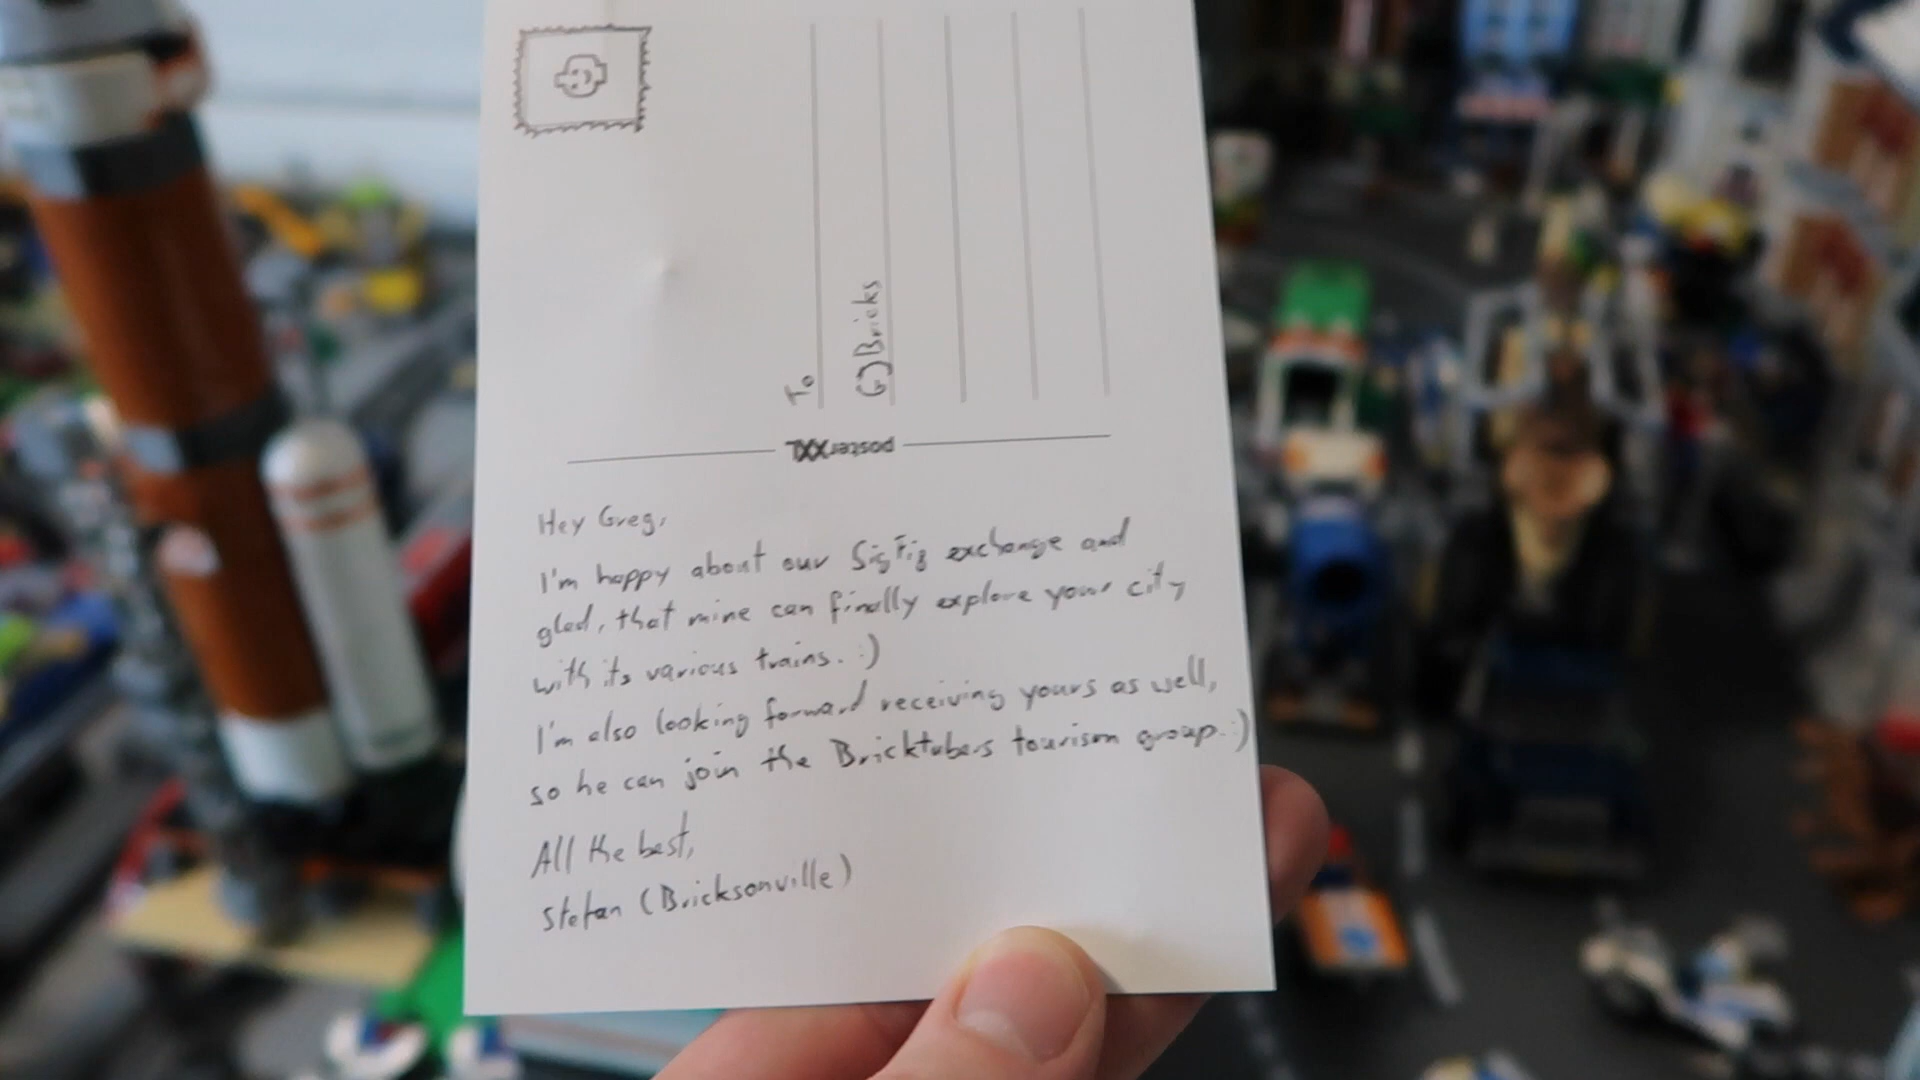 To
GJBricks
posterXXL
Hey Greg,
I'm happy about our SigFig exchange and
glad, that mine can finally explore your city
with its various trains. :)
I'm also looking forward receiving yours as well,
so he can join the Bricktubers tourism group. :)
All the best,
Stefan (Bricksonville)